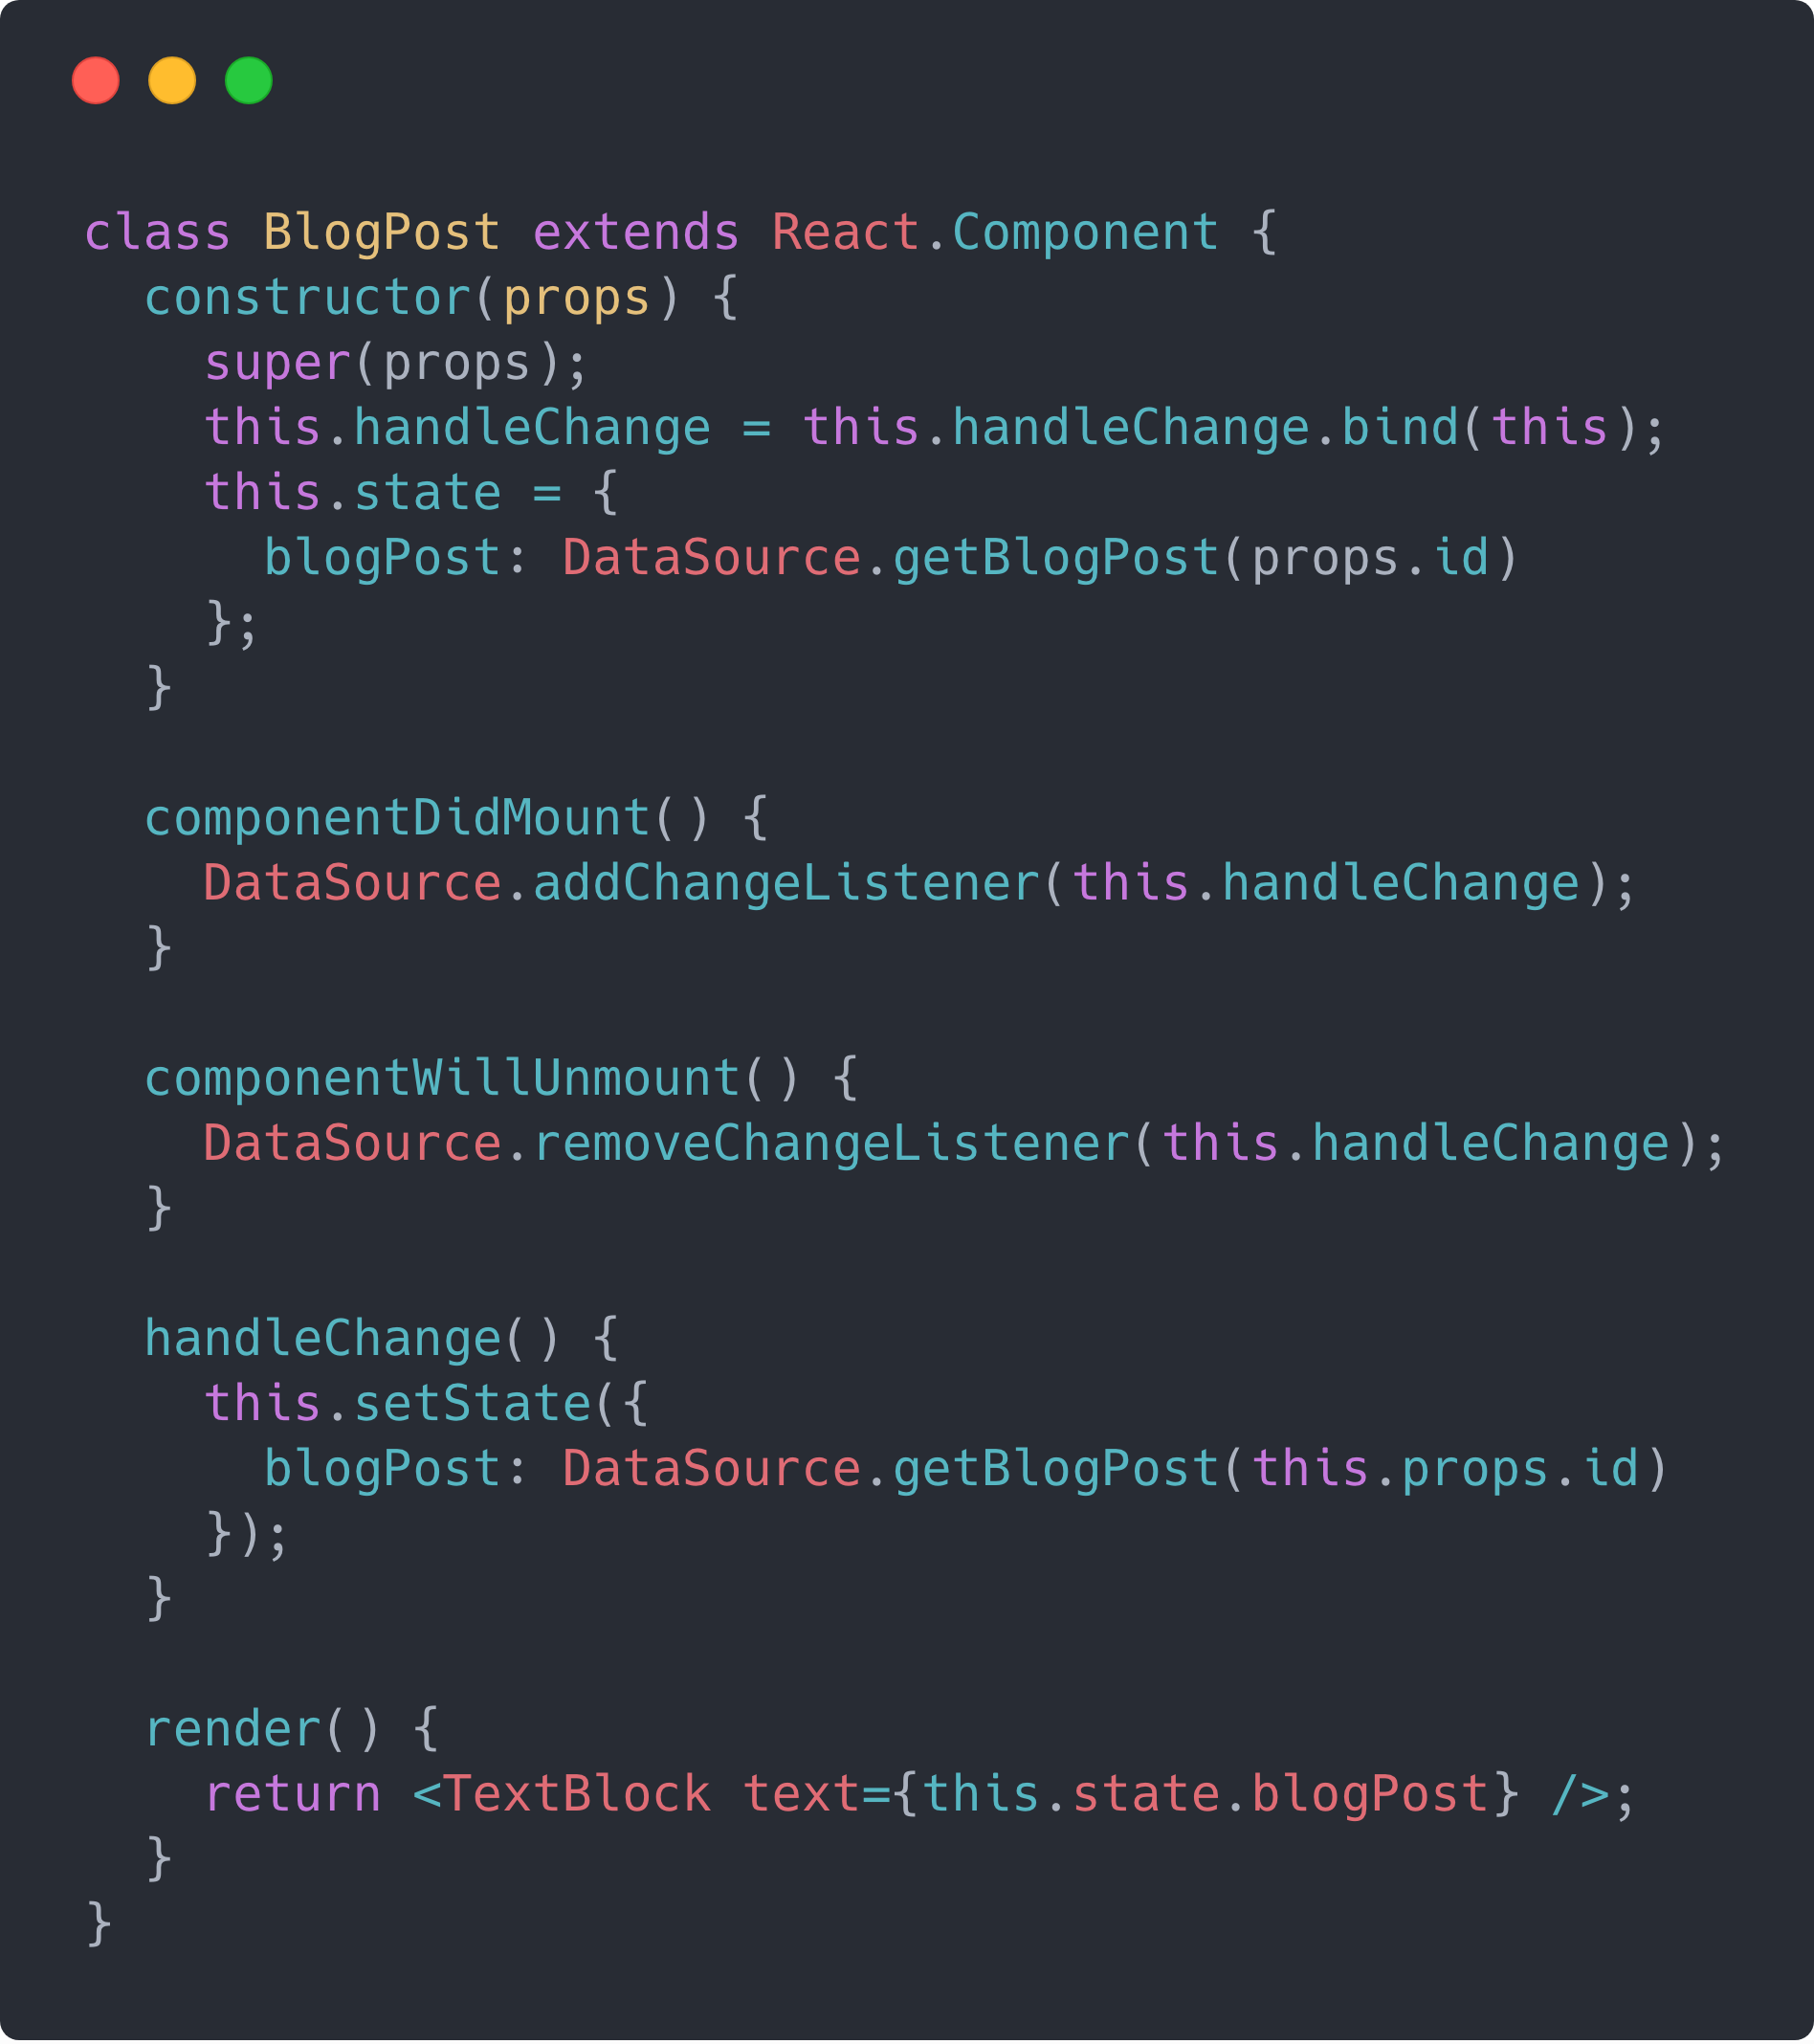 class BlogPost extends React.Component {
  constructor(props) {
    super(props);
    this.handleChange = this.handleChange.bind(this);
    this.state = {
      blogPost: DataSource.getBlogPost(props.id)
    };
  }

  componentDidMount() {
    DataSource.addChangeListener(this.handleChange);
  }

  componentWillUnmount() {
    DataSource.removeChangeListener(this.handleChange);
  }

  handleChange() {
    this.setState({
      blogPost: DataSource.getBlogPost(this.props.id)
    });
  }

  render() {
    return <TextBlock text={this.state.blogPost} />;
  }
}